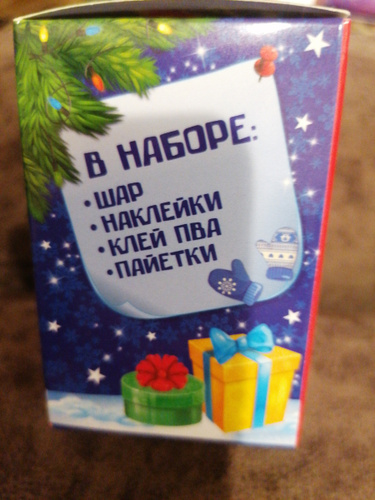 В НАБОРЕ:
• ШАР
• НАКЛЕЙКИ
• КЛЕЙ ПВА
• ПАЙЕТКИ